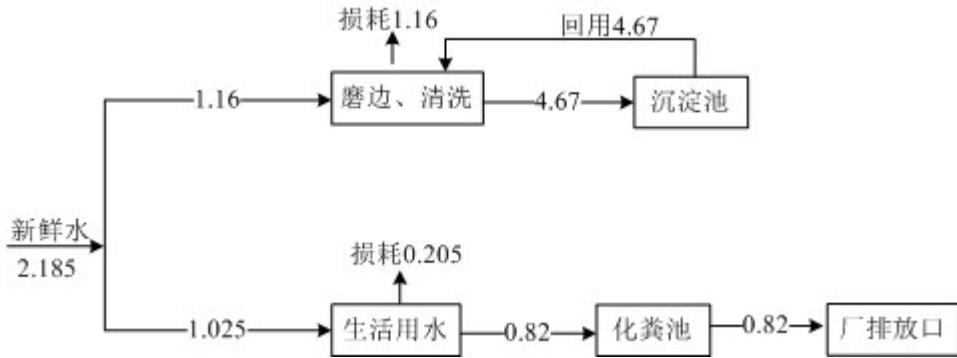 损耗1.16
回用4.67
1.16
磨边、清洗
4.67
沉淀池
新鲜水
2.185
损耗0.205
1.025
生活用水
0.82
化粪池
0.82
厂排放口